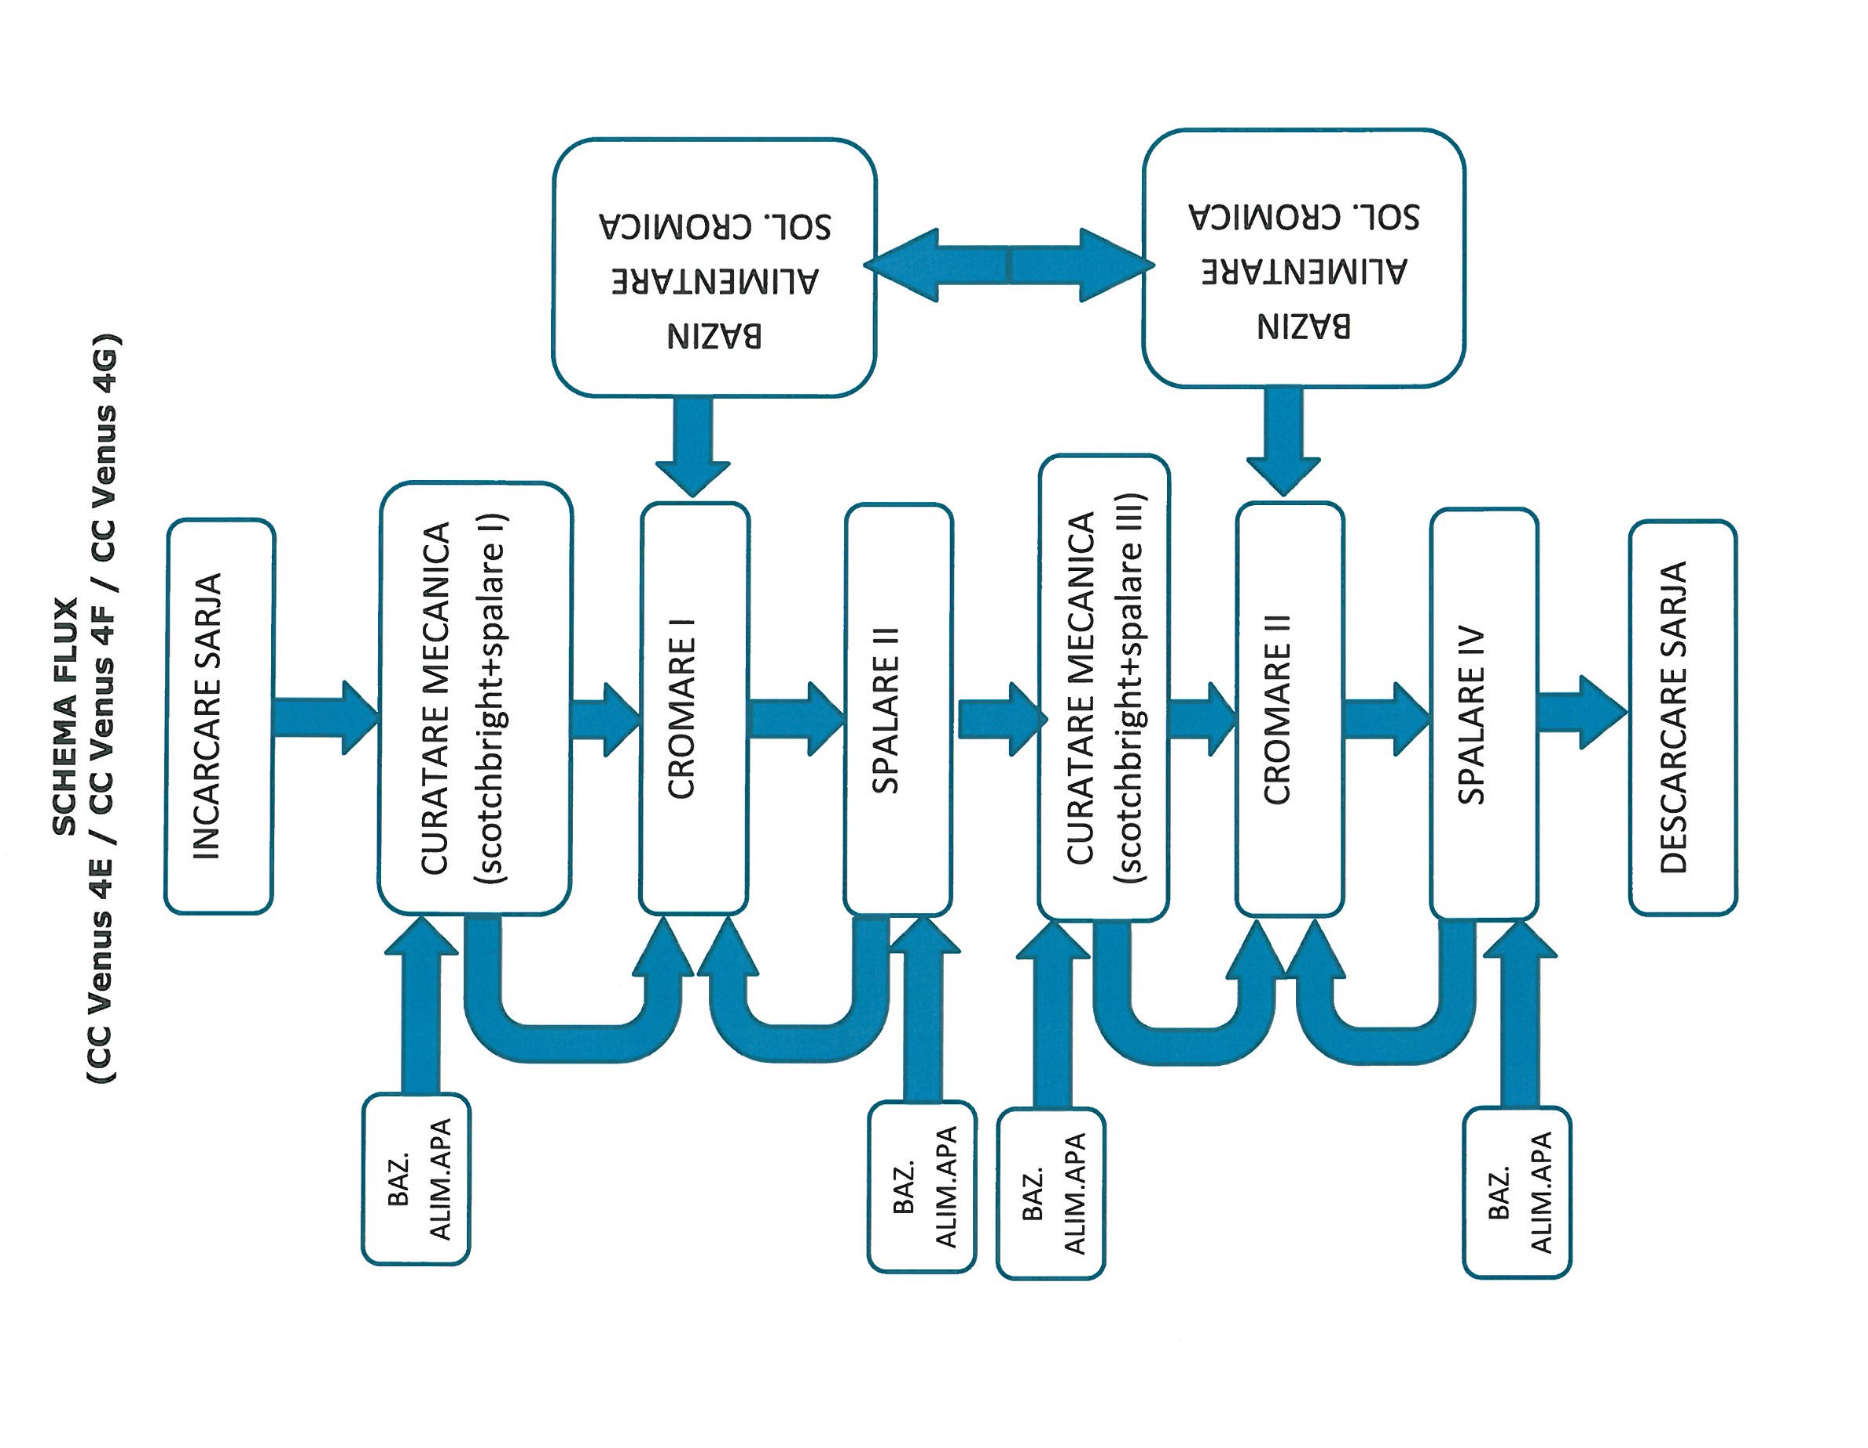 SCHEMA FLUX
(CC Venus 4E / CC Venus 4F / CC Venus 4G)
INCARCARE SARJA
BAZ.
ALIM.APA
CURATARE MECANICA
(scotchbright+spalare I)
BAZIN
ALIMENTARE
SOL. CROMICA
CROMARE I
SPALARE II
BAZ.
ALIM.APA
BAZ.
ALIM.APA
CURATARE MECANICA
(scotchbright+spalare III)
BAZIN
ALIMENTARE
SOL. CROMICA
CROMARE II
SPALARE IV
BAZ.
ALIM.APA
DESCARCARE SARJA